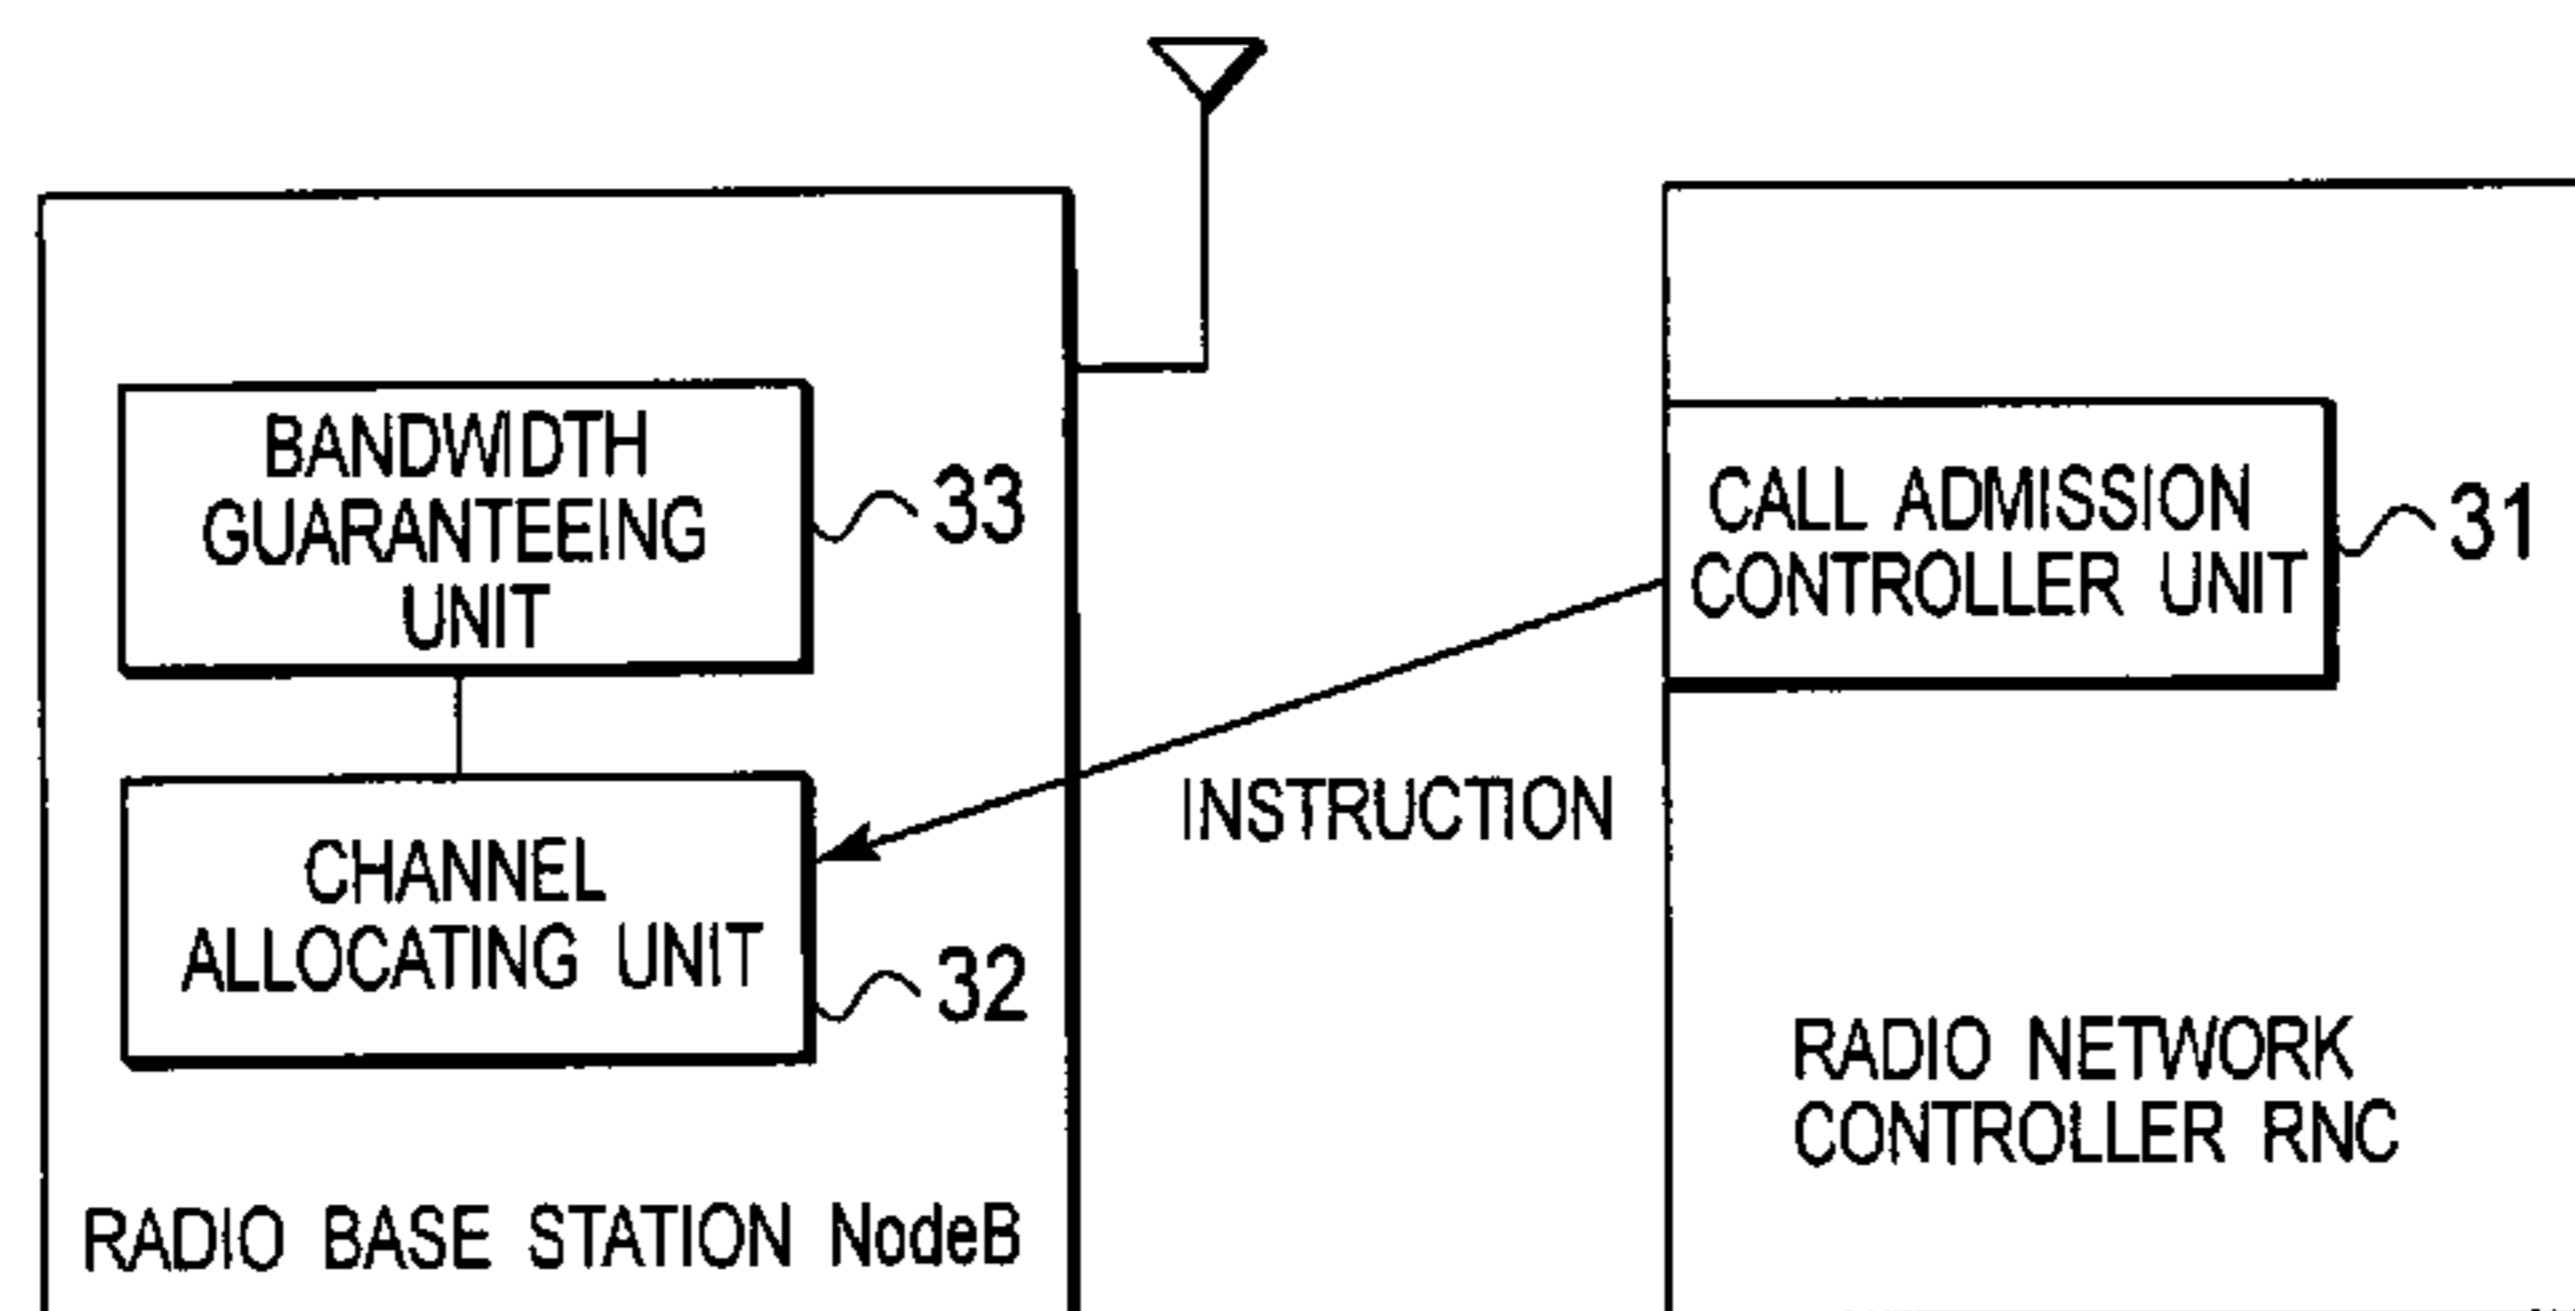 BANDWIDTH
GUARANTEEING
UNIT
33
CHANNEL
ALLOCATING UNIT
32
RADIO BASE STATION NodeB
INSTRUCTION
CALL ADMISSION
CONTROLLER UNIT
31
RADIO NETWORK
CONTROLLER RNC